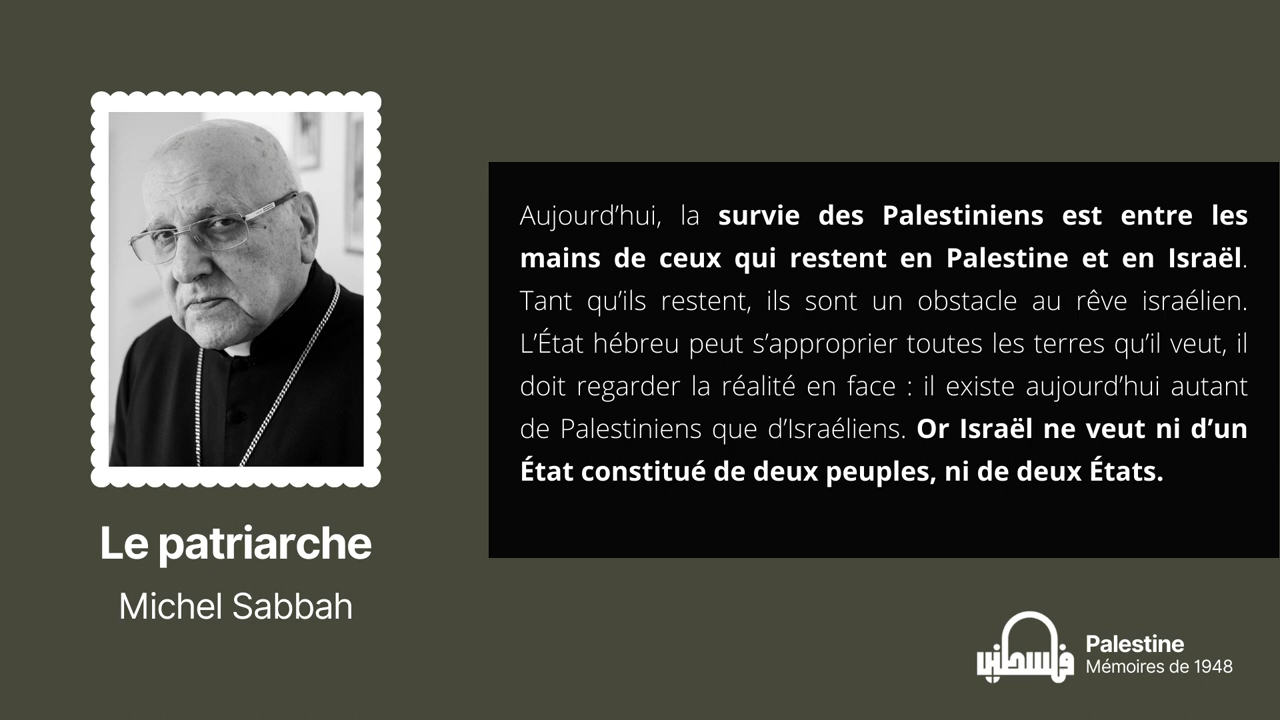 Aujourd’hui, la survie des Palestiniens est entre les
mains de ceux qui restent en Palestine et en Israël.
Tant qu’ils restent, ils sont un obstacle au rêve israélien.
L’État hébreu peut s’approprier toutes les terres qu’il veut, il
doit regarder la réalité en face : il existe aujourd’hui autant
de Palestiniens que d’Israéliens. Or Israël ne veut ni d’un
État constitué de deux peuples, ni de deux États.
Le patriarche
Michel Sabbah
فلسطين
Palestine
Mémoires de 1948